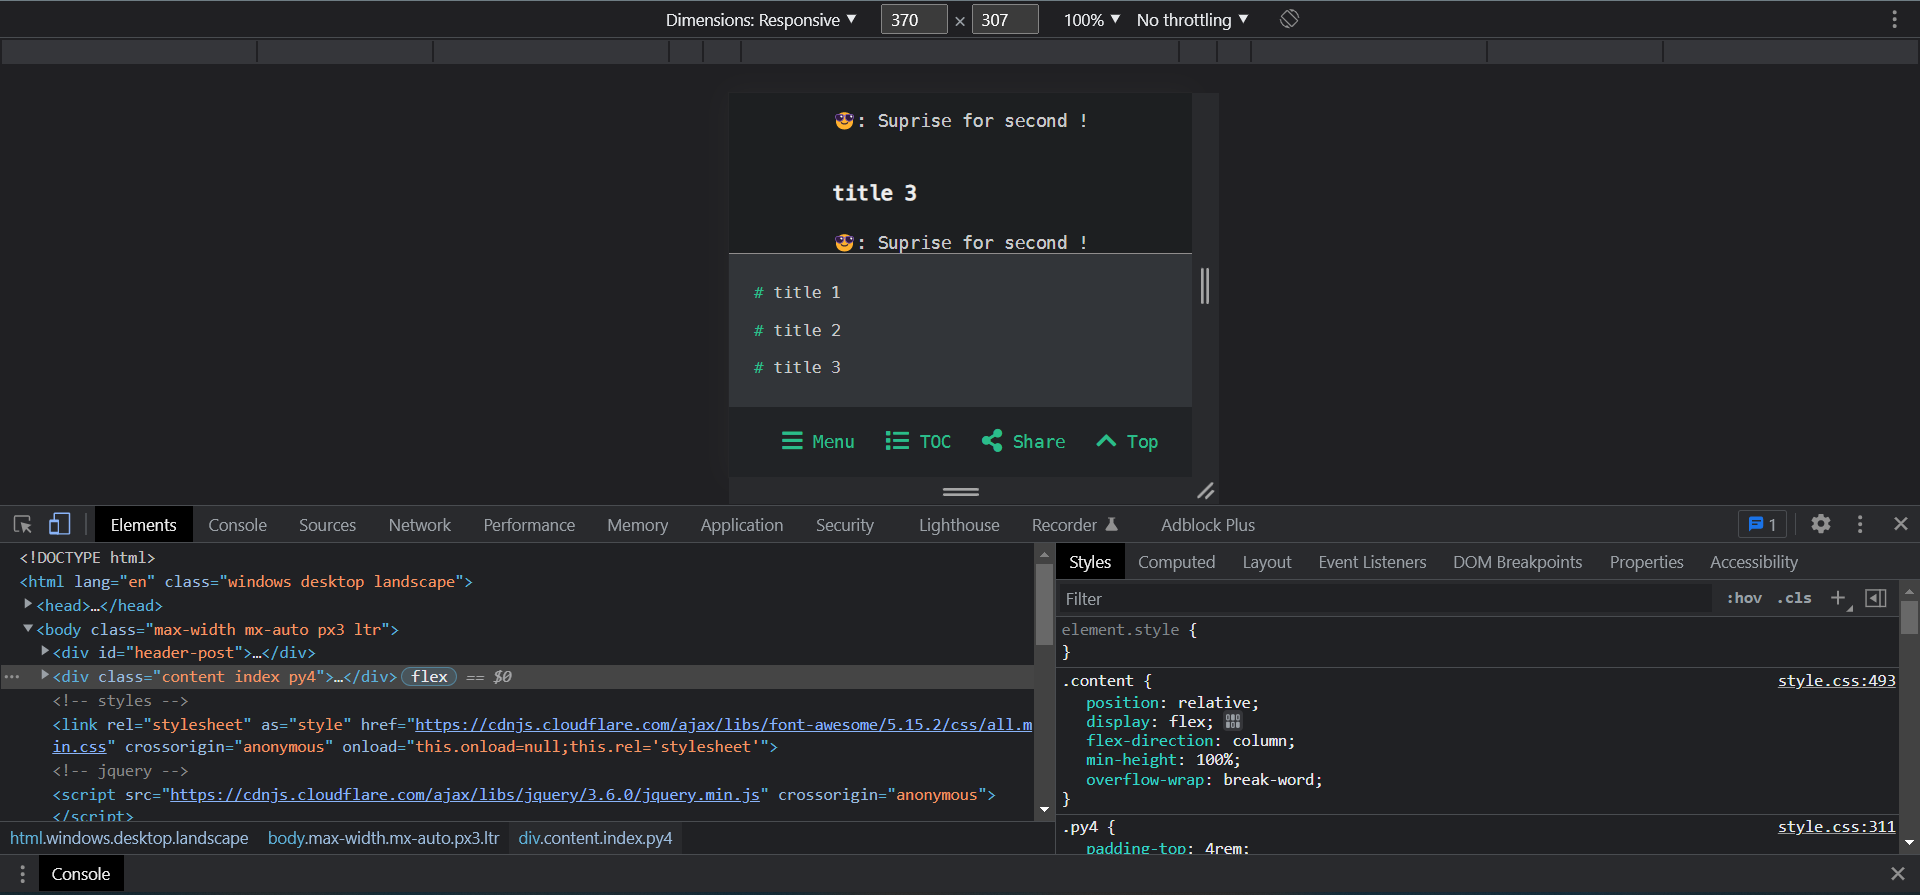 Dimensions: Responsive ▼ 370 × 307 100% ▼ No throttling ▼
😎: Suprise for second !
title 3
😎: Suprise for second !
# title 1
# title 2
# title 3
Menu TOC Share Top
Elements Console Sources Network Performance Memory Application Security Lighthouse Recorder Adblock Plus 1
<!DOCTYPE html>
<html lang="en" class="windows desktop landscape">
<head>…</head>
<body class="max-width mx-auto px3 ltr">
<div id="header-post">…</div>
<div class="content index py4">…</div> flex == $0
<!-- styles -->
<link rel="stylesheet" as="style" href="https://cdnjs.cloudflare.com/ajax/libs/font-awesome/5.15.2/css/all.m
in.css" crossorigin="anonymous" onload="this.onload=null;this.rel='stylesheet'">
<!-- jquery -->
<script src="https://cdnjs.cloudflare.com/ajax/libs/jquery/3.6.0/jquery.min.js" crossorigin="anonymous">
</script>
html.windows.desktop.landscape body.max-width.mx-auto.px3.ltr div.content.index.py4
Styles Computed Layout Event Listeners DOM Breakpoints Properties Accessibility
Filter :hov .cls +
element.style {
}
.content { style.css:493
position: relative;
display: flex;
flex-direction: column;
min-height: 100%;
overflow-wrap: break-word;
}
.py4 { style.css:311
padding-top: 4rem;
Console